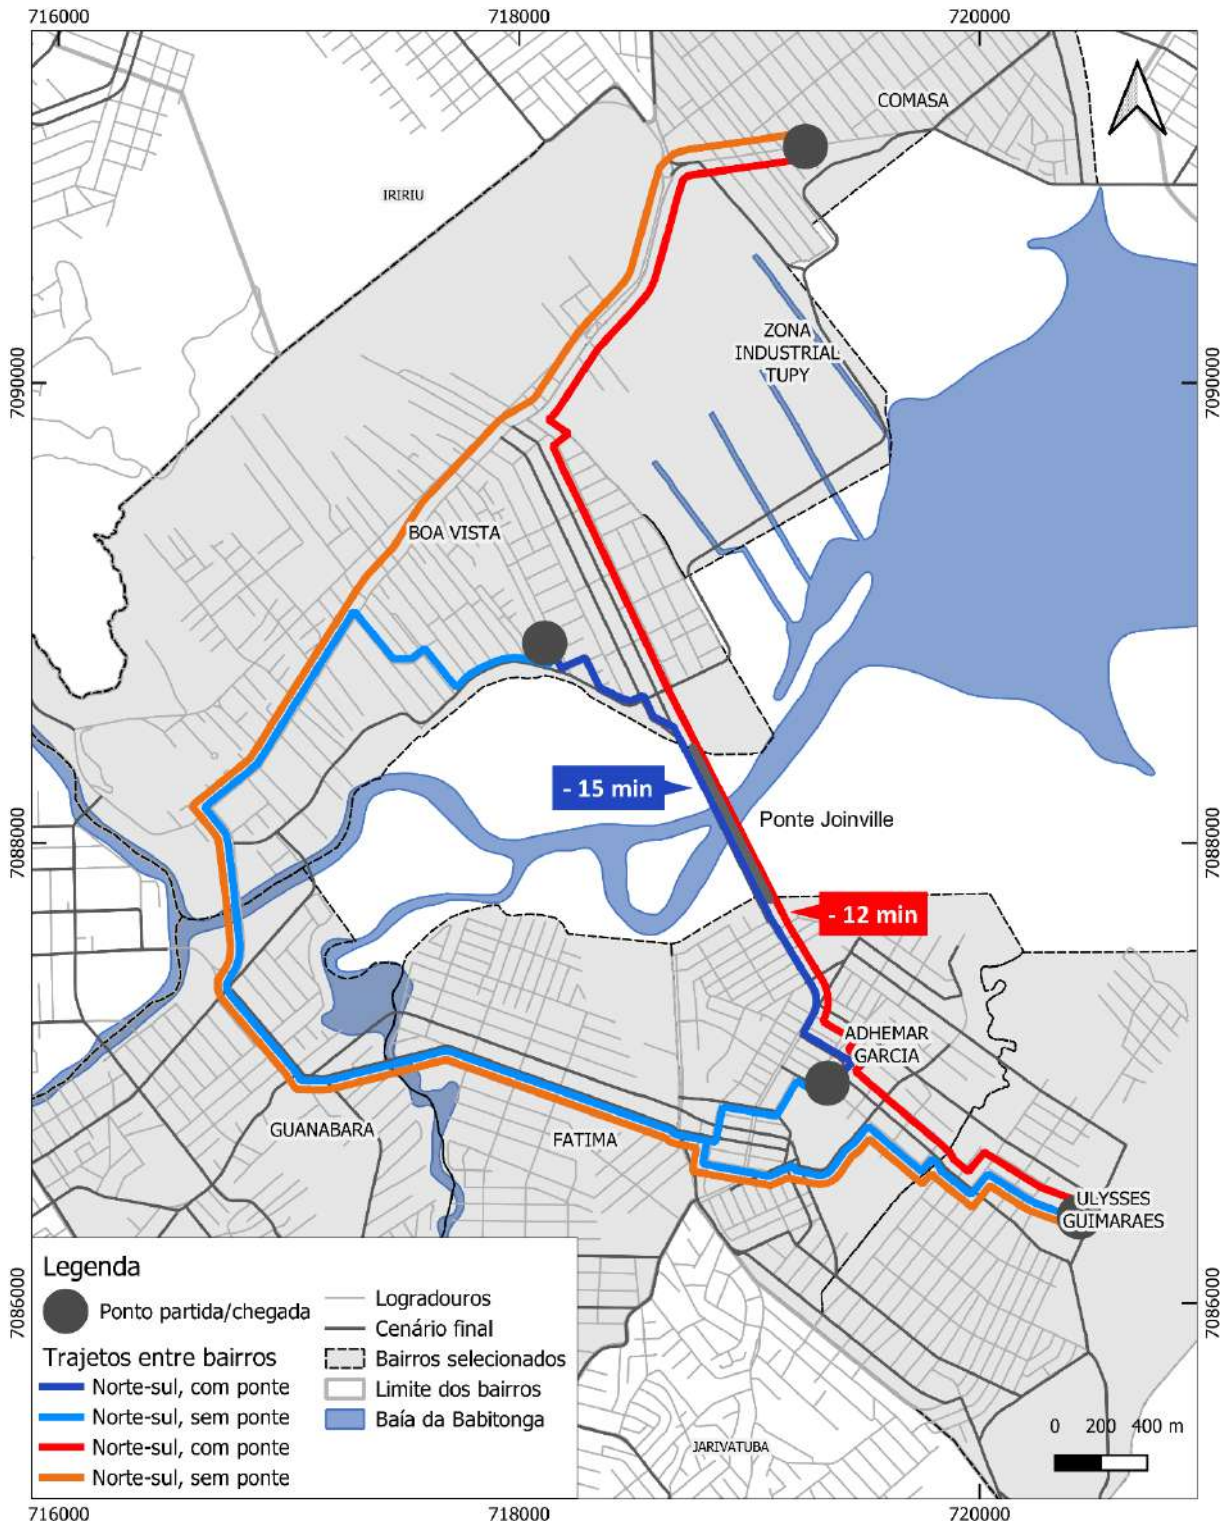 716000
718000
720000
COMASA
IRIRIU
ZONA
INDUSTRIAL
TUPY
7090000
7090000
BOA VISTA
- 15 min
Ponte Joinville
7088000
7088000
- 12 min
ADHEMAR
GARCIA
GUANABARA
FATIMA
ULYSSES
GUIMARAES
7086000
7086000
Legenda
Ponto partida/chegada
Trajetos entre bairros
Norte-sul, com ponte
Norte-sul, sem ponte
Norte-sul, com ponte
Norte-sul, sem ponte
Logradouros
Cenário final
Bairros selecionados
Limite dos bairros
Baía da Babitonga
JARIVATUBA
0 200 400 m
716000
718000
720000